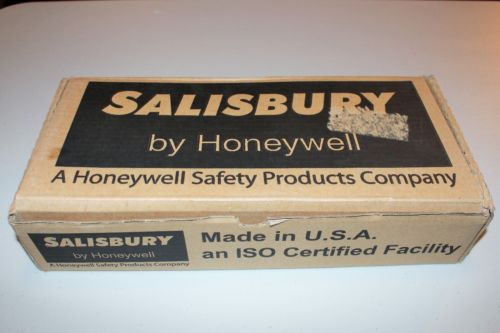 SALISBURY
by Honeywell
A Honeywell Safety Products Company
SALISBURY
by Honeywell
A Honeywell Safety Products Company
Made in U.S.A.
an ISO Certified Facility